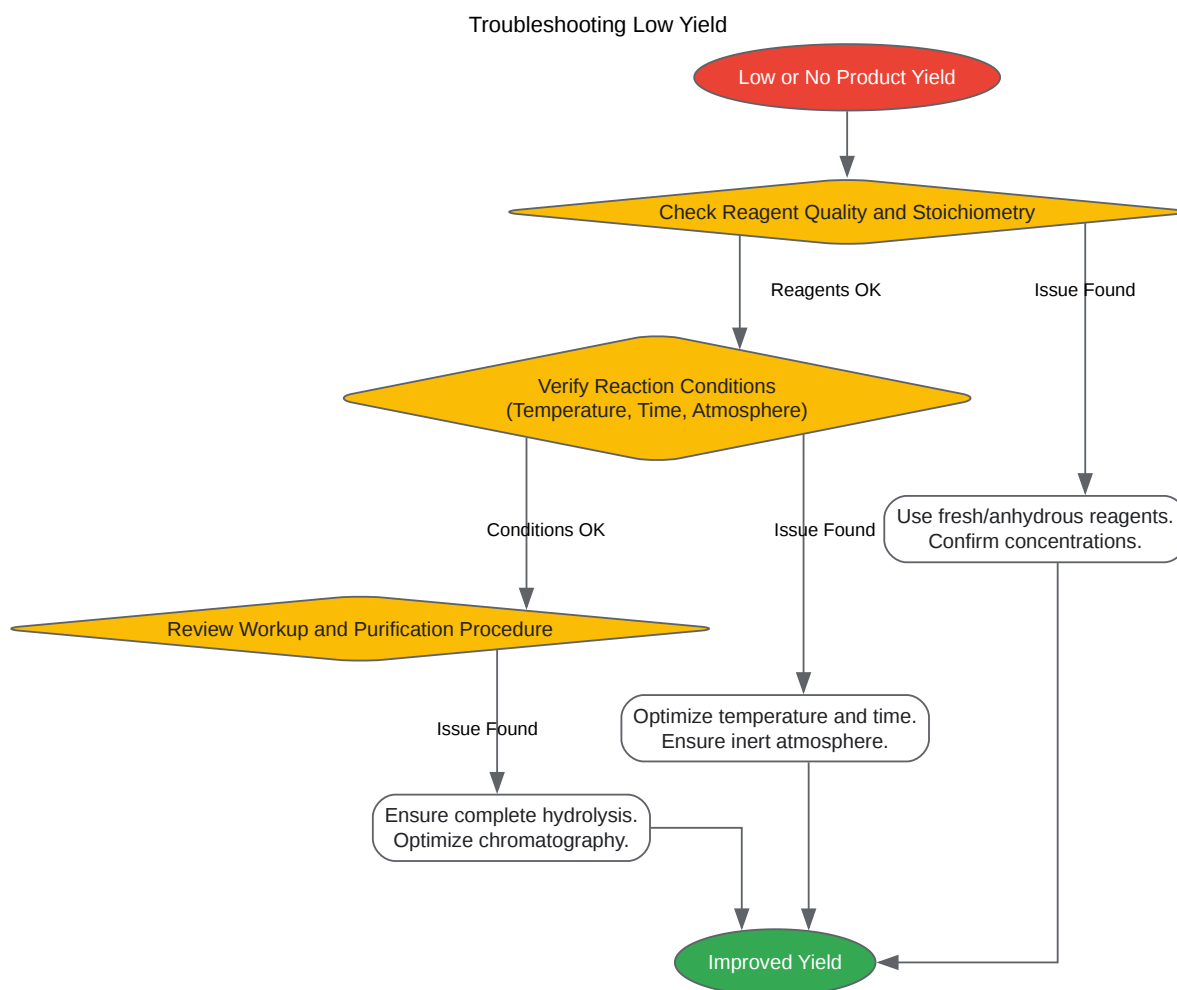 Troubleshooting Low Yield
Low or No Product Yield
Check Reagent Quality and Stoichiometry
Reagents OK
Issue Found
Verify Reaction Conditions
(Temperature, Time, Atmosphere)
Use fresh/anhydrous reagents.
Confirm concentrations.
Conditions OK
Issue Found
Review Workup and Purification Procedure
Optimize temperature and time.
Ensure inert atmosphere.
Issue Found
Ensure complete hydrolysis.
Optimize chromatography.
Improved Yield